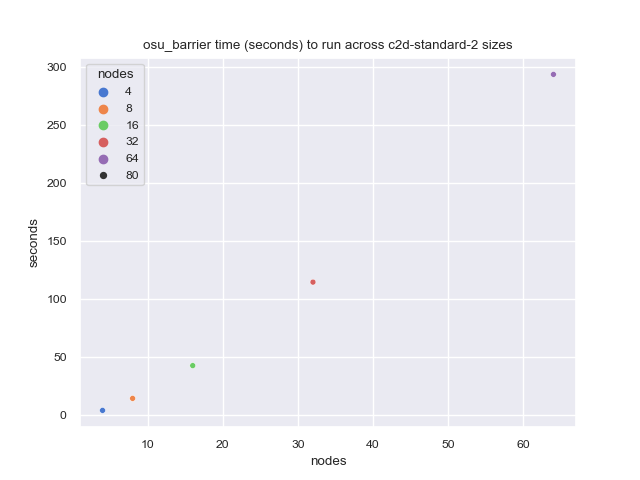 osu_barrier time (seconds) to run across c2d-standard-2 sizes
nodes
4
8
16
32
64
80
300
250
200
150
100
50
0
seconds
10 20 30 40 50 60
nodes